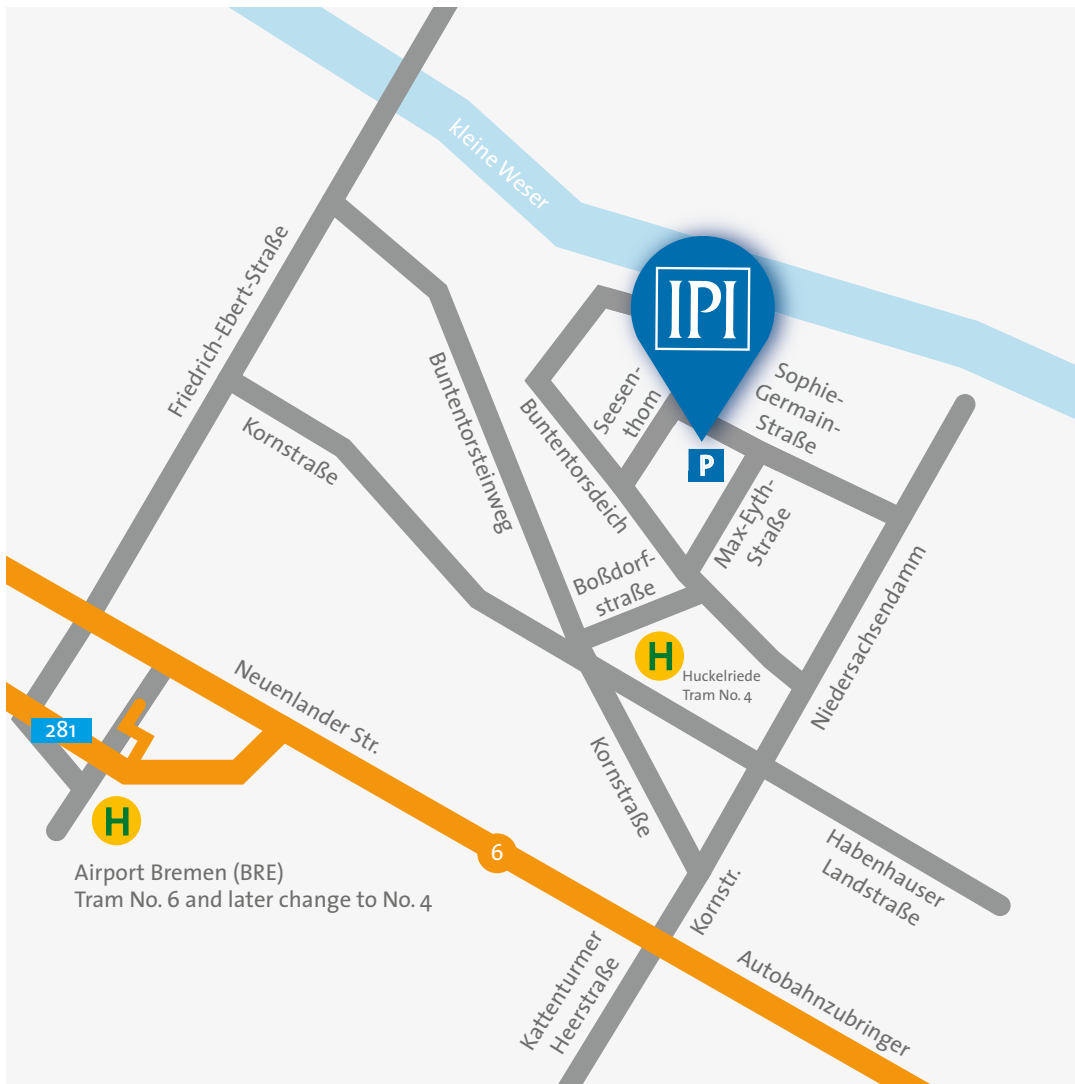 kleine Weser
Friedrich-Ebert-Straße
IPI
Sophie-
Germain-
Straße
Seesen-
thom
Buntentorsteinweg
Buntentorsdeich
Kornstraße
P
Max-Eyth-
Straße
Boßdorf-
straße
Niedersachsendamm
H
Huckelriede
Tram No. 4
Neuenlander Str.
281
Kornstraße
H
6
Airport Bremen (BRE)
Tram No. 6 and later change to No. 4
Habenhauser
Landstraße
Kornstr.
Kattenturmer
Heerstraße
Autobahnzubringer